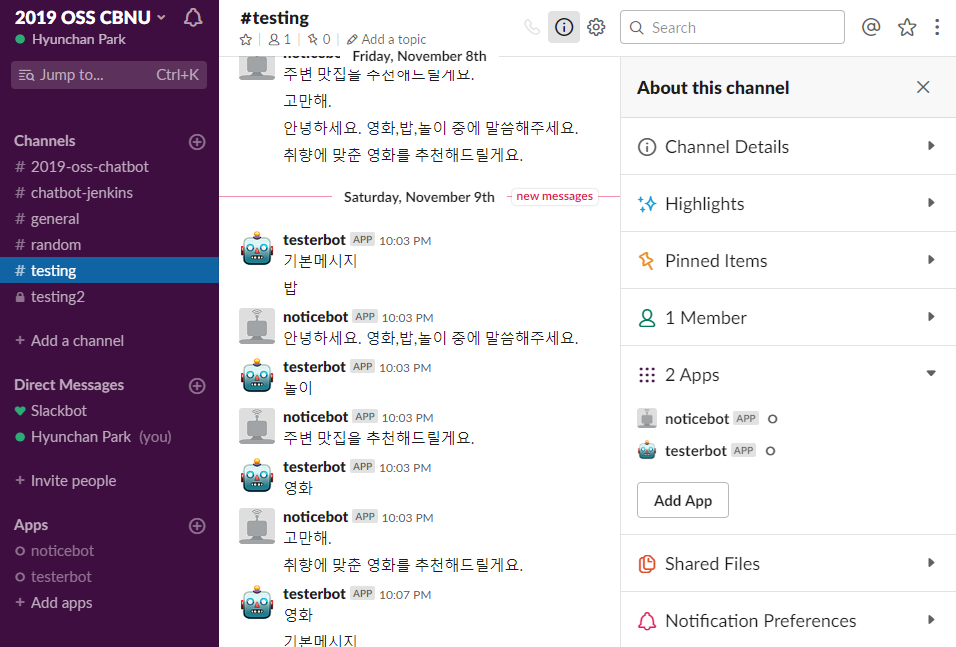 2019 OSS CBNU
Hyunchan Park
Jump to... Ctrl+K
Channels
# 2019-oss-chatbot
# chatbot-jenkins
# general
# random
# testing
testing2
+ Add a channel
Direct Messages
Slackbot
Hyunchan Park (you)
+ Invite people
Apps
noticebot
testerbot
+ Add apps
#testing
1 | 0 | Add a topic
Search
@
noticebot APP
Friday, November 8th
주변 맛집을 추천해드릴게요.
고만해.
안녕하세요. 영화,밥,놀이 중에 말씀해주세요.
취향에 맞춘 영화를 추천해드릴게요.
Saturday, November 9th new messages
testerbot APP 10:03 PM
기본메시지
밥
noticebot APP 10:03 PM
안녕하세요. 영화,밥,놀이 중에 말씀해주세요.
testerbot APP 10:03 PM
놀이
noticebot APP 10:03 PM
주변 맛집을 추천해드릴게요.
testerbot APP 10:03 PM
영화
noticebot APP 10:03 PM
고만해.
취향에 맞춘 영화를 추천해드릴게요.
testerbot APP 10:07 PM
영화
기본메시지
About this channel
Channel Details
Highlights
Pinned Items
1 Member
2 Apps
noticebot APP
testerbot APP
Add App
Shared Files
Notification Preferences